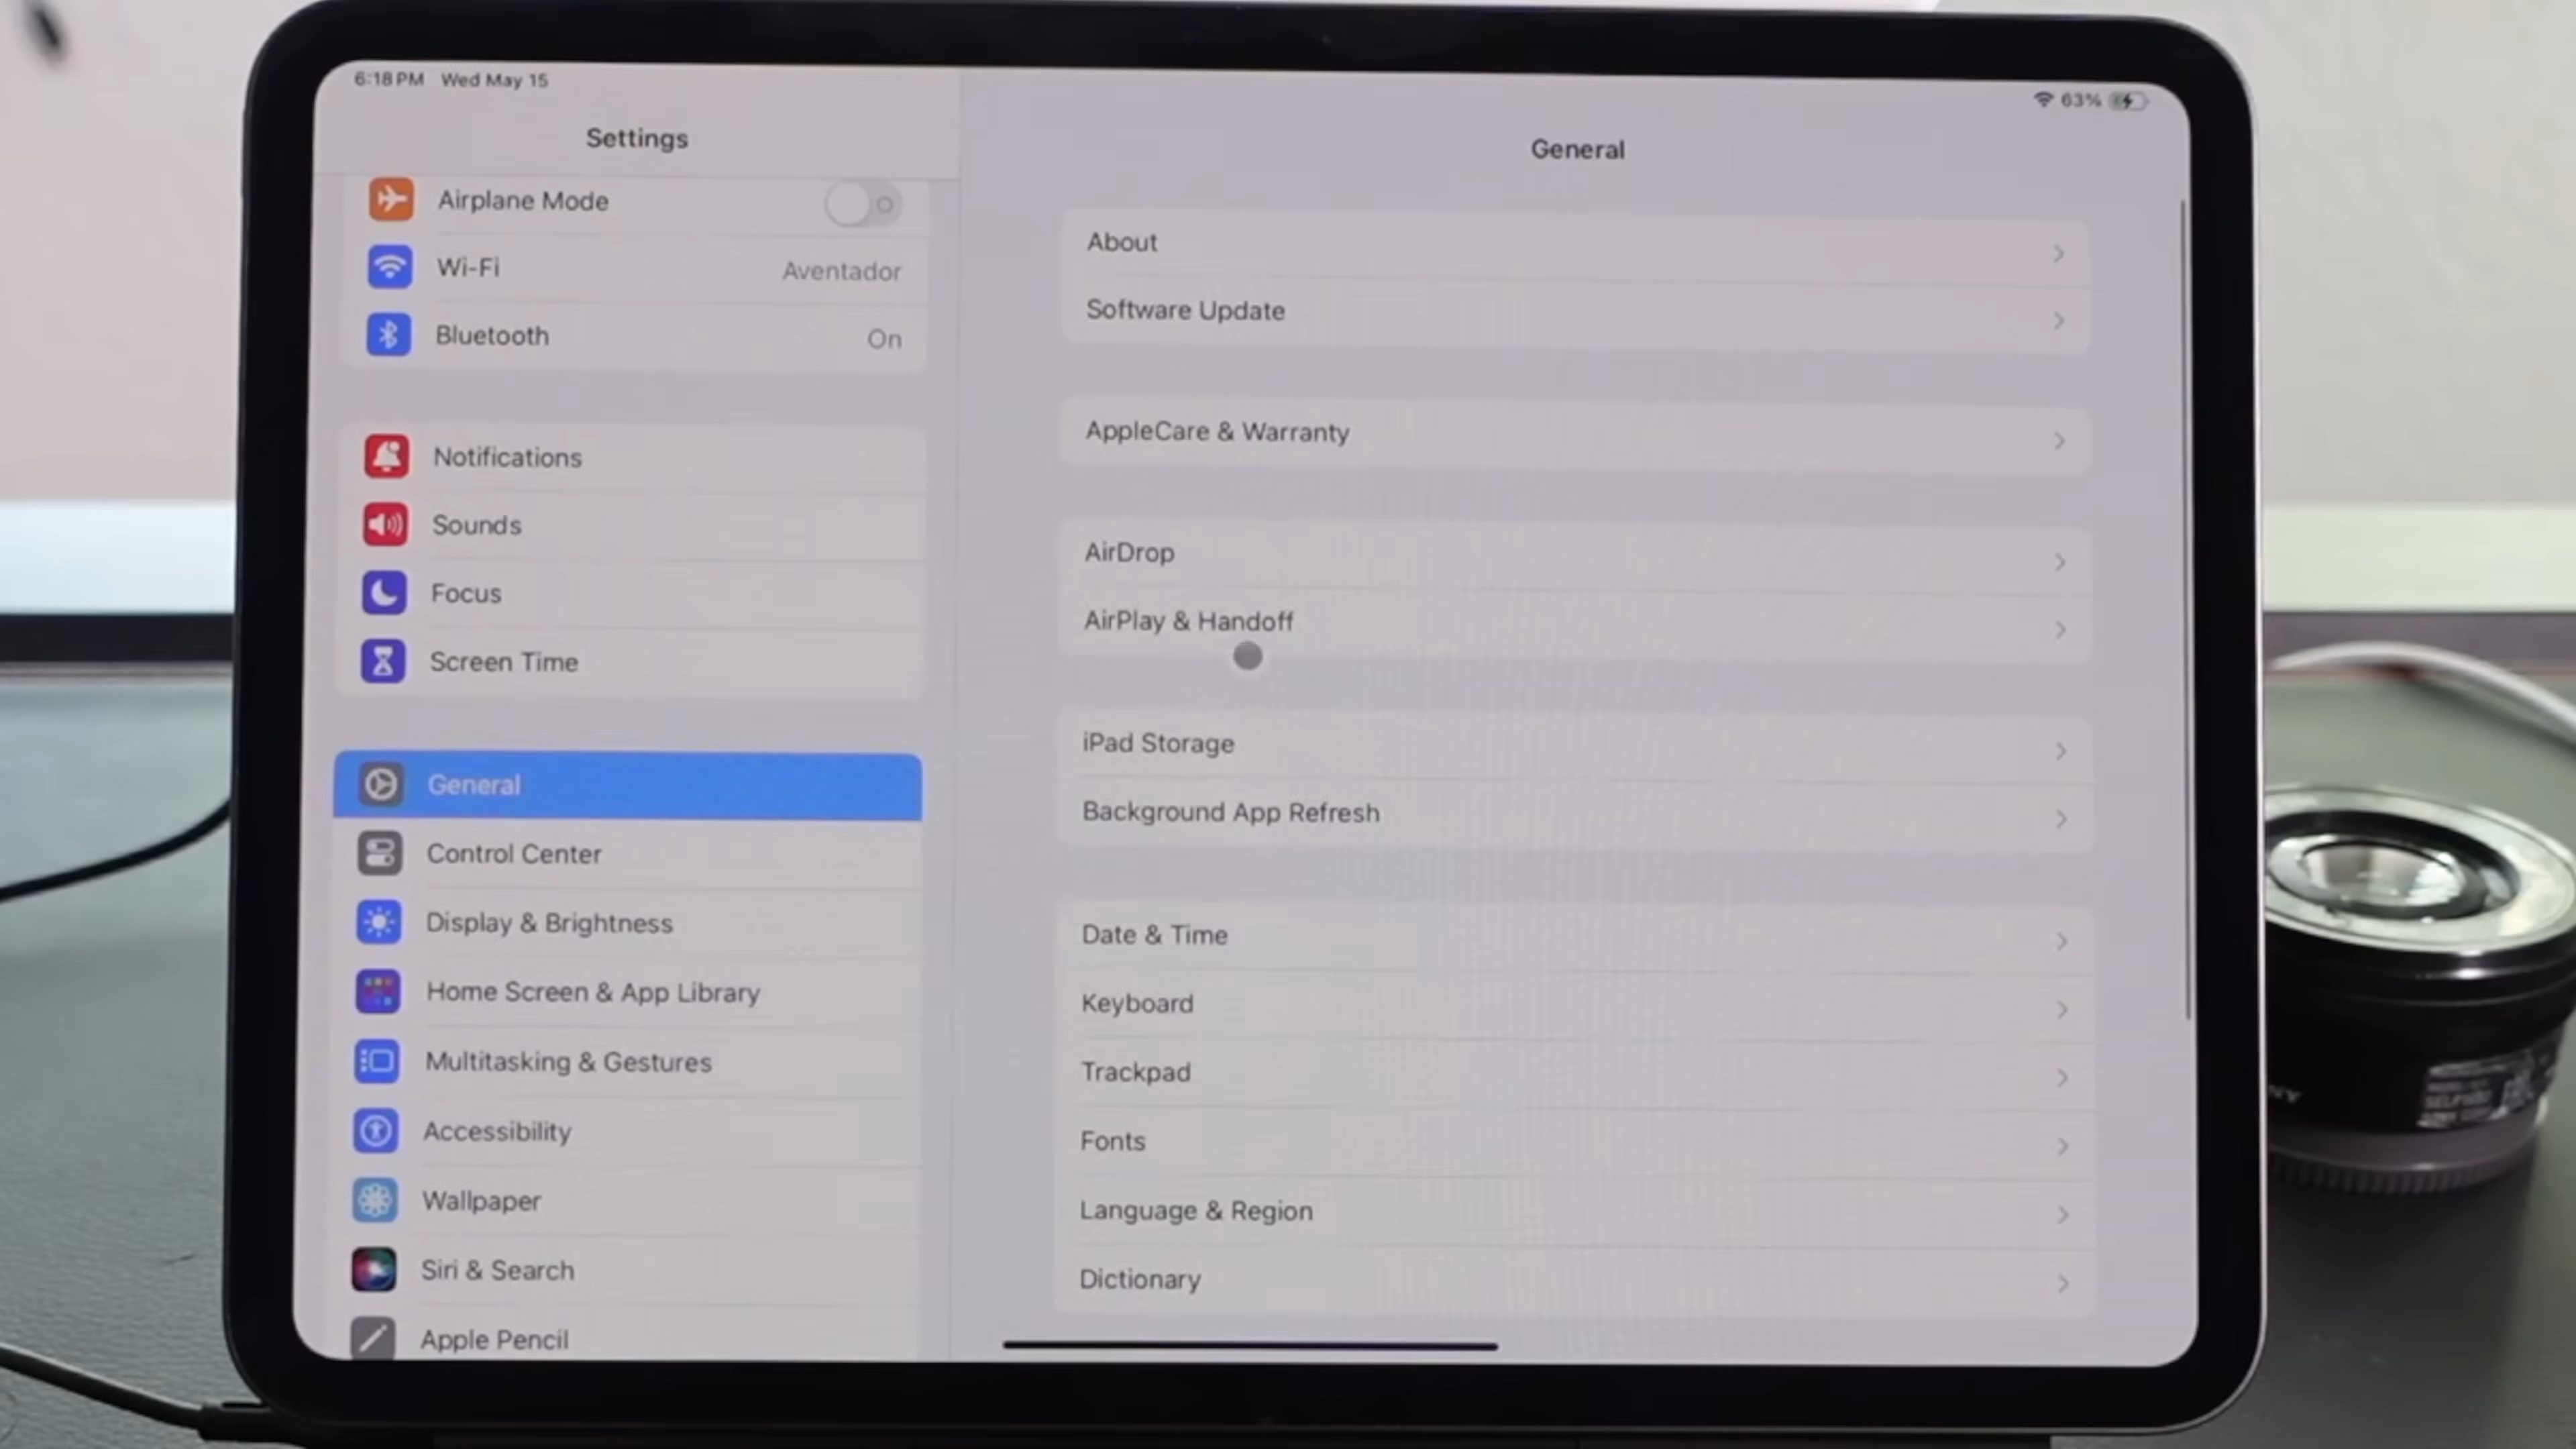 6:18 PM Wed May 15
63%
Settings
Airplane Mode
Wi-Fi Aventador
Bluetooth On
Notifications
Sounds
Focus
Screen Time
General
Control Center
Display & Brightness
Home Screen & App Library
Multitasking & Gestures
Accessibility
Wallpaper
Siri & Search
Apple Pencil
General
About
Software Update
AppleCare & Warranty
AirDrop
AirPlay & Handoff
iPad Storage
Background App Refresh
Date & Time
Keyboard
Trackpad
Fonts
Language & Region
Dictionary
NY